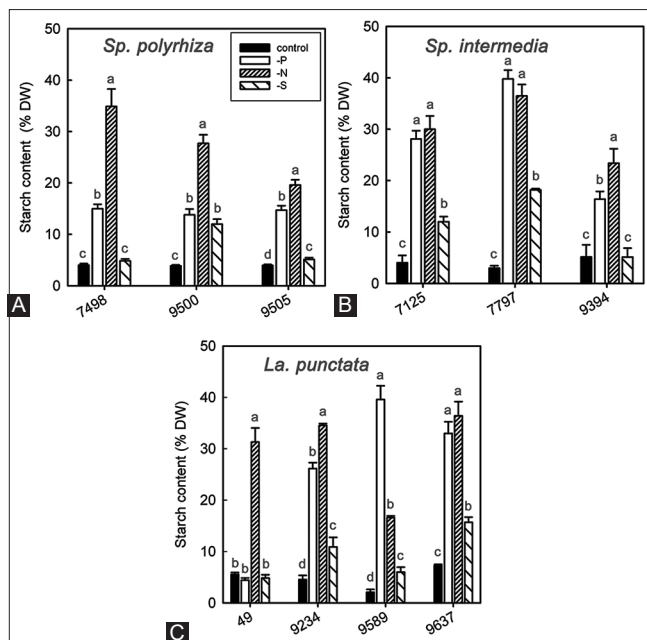 Sp. polyrhiza
control
-P
-N
-S
Starch content (% DW)
50
40
30
20
10
0
c b a c
c b a b
d b a c
7498 9500 9505
A
Sp. intermedia
50
40
30
20
10
0
Starch content (% DW)
c a a b
c a a b
c b a c
7125 7797 9394
B
La. punctata
50
40
30
20
10
0
Starch content (% DW)
b b a b
d b a c
d a b c
c a a b
49 9234 9589 9637
C